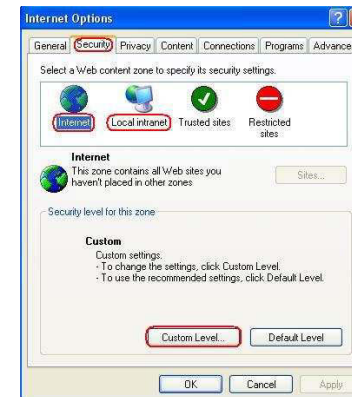 Internet Options
General Security Privacy Content Connections Programs Advance
Select a Web content zone to specify its security settings.
Internet Local intranet Trusted sites Restricted
sites
Internet
This zone contains all Web sites you
haven't placed in other zones
Sites...
Security level for this zone
Custom
Custom settings.
- To change the settings, click Custom Level.
- To use the recommended settings, click Default Level.
Custom Level... Default Level
OK Cancel Apply